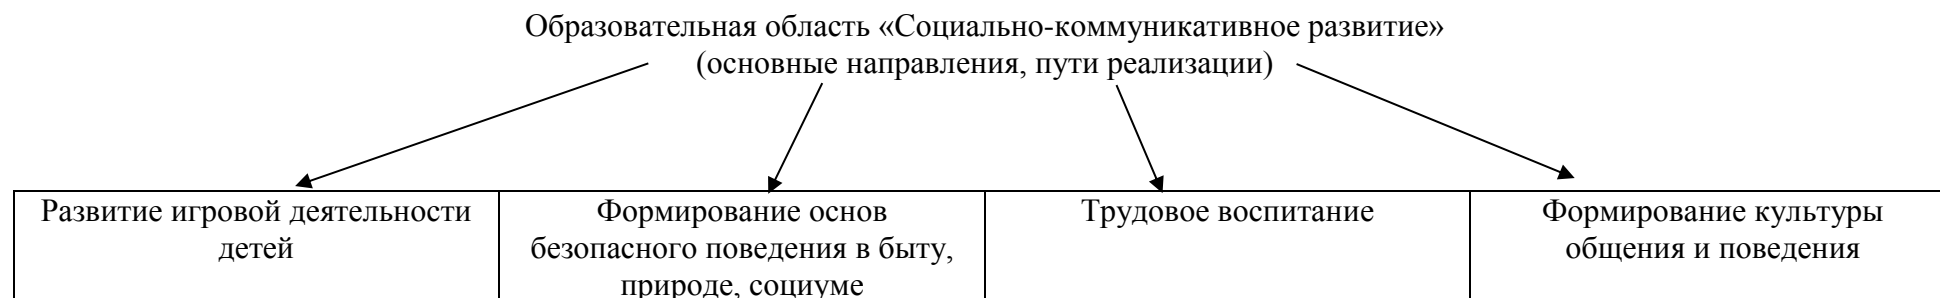 Образовательная область «Социально-коммуникативное развитие»
(основные направления, пути реализации)
Развитие игровой деятельности
детей
Формирование основ
безопасного поведения в быту,
природе, социуме
Трудовое воспитание
Формирование культуры
общения и поведения